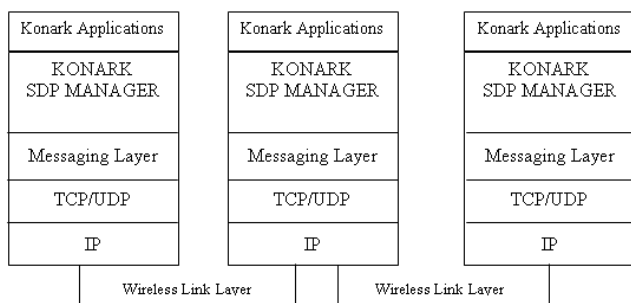 Konark Applications
KONARK
SDP MANAGER
Messaging Layer
TCP/UDP
IP
Konark Applications
KONARK
SDP MANAGER
Messaging Layer
TCP/UDP
IP
Konark Applications
KONARK
SDP MANAGER
Messaging Layer
TCP/UDP
IP
Wireless Link Layer
Wireless Link Layer